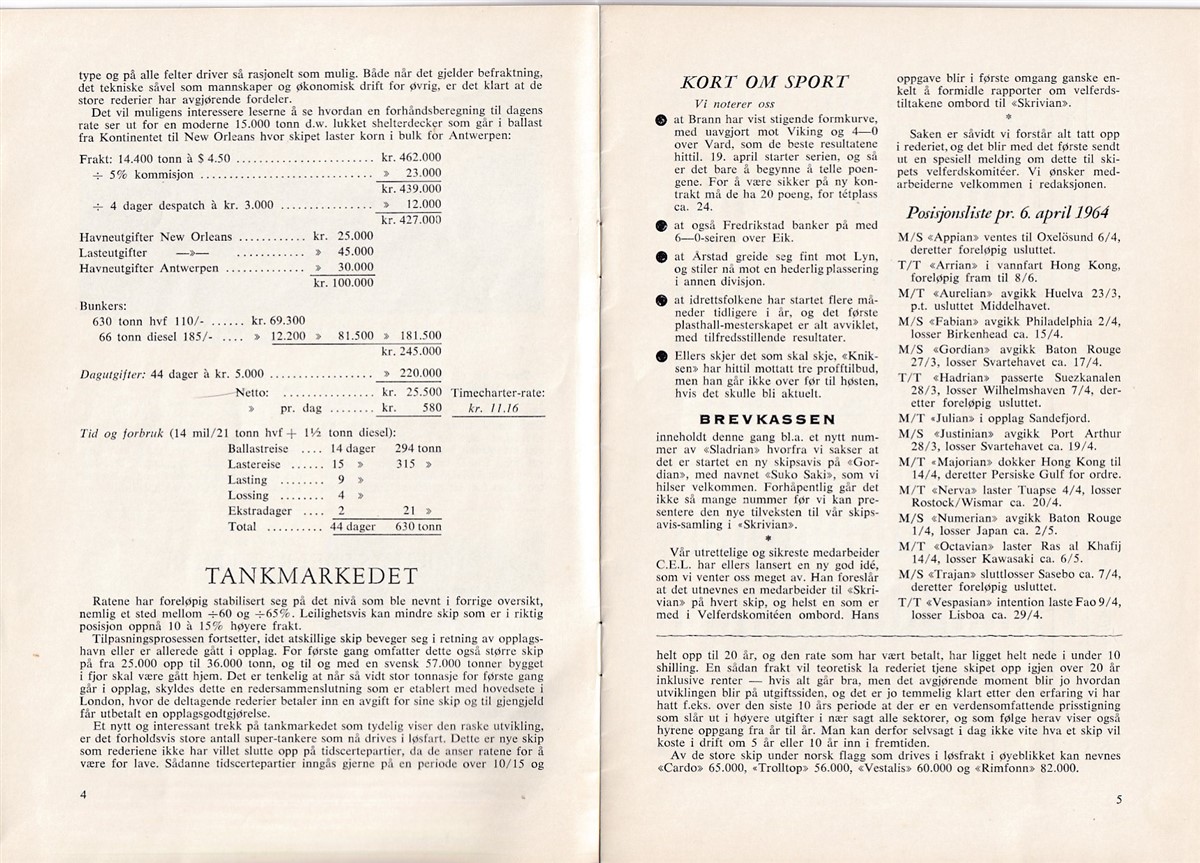 type og på alle felter driver så rasjonelt som mulig. Både når det gjelder befraktning,
det tekniske såvel som mannskaper og økonomisk drift for øvrig, er det klart at de
store rederier har avgjørende fordeler.
Det vil muligens interessere leserne å se hvordan en forhåndsberegning til dagens
rate ser ut for en moderne 15.000 tonn d.w. lukket shelterdecker som går i ballast
fra Kontinentet til New Orleans hvor skipet laster korn i bulk for Antwerpen:
Frakt: 14.400 tonn à $ 4.50 ........................ kr. 462.000
÷ 5% kommisjon .............................. » 23.000
kr. 439.000
÷ 4 dager despatch à kr. 3.000 ................ » 12.000
kr. 427.000
Havneutgifter New Orleans ............ kr. 25.000
Lasteutgifter —»— ............ » 45.000
Havneutgifter Antwerpen .............. » 30.000
kr. 100.000
Bunkers:
630 tonn hvf 110/- ...... kr. 69.300
66 tonn diesel 185/- .... » 12.200 » 81.500 » 181.500
kr. 245.000
Dagutgifter: 44 dager à kr. 5.000 .................. » 220.000
Netto: ................ kr. 25.500 Timecharter-rate:
» pr. dag ........ kr. 580 kr. 11.16
Tid og forbruk (14 mil/21 tonn hvf + 1½ tonn diesel):
Ballastreise .... 14 dager 294 tonn
Lastereise ...... 15 » 315 »
Lasting ........ 9 »
Lossing ........ 4 »
Ekstradager .... 2 21 »
Total .......... 44 dager 630 tonn
TANKMARKEDET
Ratene har foreløpig stabilisert seg på det nivå som ble nevnt i forrige oversikt,
nemlig et sted mellom ÷60 og ÷65%. Leilighetsvis kan mindre skip som er i riktig
posisjon oppnå 10 à 15% høyere frakt.
Tilpasningsprosessen fortsetter, idet atskillige skip beveger seg i retning av opplags-
havn eller er allerede gått i opplag. For første gang omfatter dette også større skip
på fra 25.000 opp til 36.000 tonn, og til og med en svensk 57.000 tonner bygget
i fjor skal være gått hjem. Det er tenkelig at når så vidt stor tonnasje for første gang
går i opplag, skyldes dette en redersammenslutning som er etablert med hovedsete i
London, hvor de deltagende rederier betaler inn en avgift for sine skip og til gjengjeld
får utbetalt en opplagsgodtgjørelse.
Et nytt og interessant trekk på tankmarkedet som tydelig viser den raske utvikling,
er det forholdsvis store antall super-tankere som nå drives i løsfart. Dette er nye skip
som rederiene ikke har villet slutte opp på tidscertepartier, da de anser ratene for å
være for lave. Sådanne tidscertepartier inngås gjerne på en periode over 10/15 og
4
KORT OM SPORT
Vi noterer oss
at Brann har vist stigende formkurve,
med uavgjort mot Viking og 4—0
over Vard, som de beste resultatene
hittil. 19. april starter serien, og så
er det bare å begynne å telle poen-
gene. For å være sikker på ny kon-
trakt må de ha 20 poeng, for tétplass
ca. 24.
at også Fredrikstad banker på med
6—0-seiren over Eik.
at Årstad greide seg fint mot Lyn,
og stiler nå mot en hederlig plassering
i annen divisjon.
at idrettsfolkene har startet flere må-
neder tidligere i år, og det første
plasthall-mesterskapet er alt avviklet,
med tilfredsstillende resultater.
Ellers skjer det som skal skje, «Knik-
sen» har hittil mottatt tre profftilbud,
men han går ikke over før til høsten,
hvis det skulle bli aktuelt.
BREVKASSEN
inneholdt denne gang bl.a. et nytt num-
mer av «Sladrian» hvorfra vi sakser at
det er startet en ny skipsavis på «Gor-
dian», med navnet «Suko Saki», som vi
hilser velkommen. Forhåpentlig går det
ikke så mange nummer før vi kan pre-
sentere den nye tilveksten til vår skips-
avis-samling i «Skrivian».
*
Vår utrettelige og sikreste medarbeider
C.E.L. har ellers lansert en ny god idé,
som vi venter oss meget av. Han foreslår
at det utnevnes en medarbeider til «Skri-
vian» på hvert skip, og helst en som er
med i Velferdskomitéen ombord. Hans
oppgave blir i første omgang ganske en-
kelt å formidle rapporter om velferds-
tiltakene ombord til «Skrivian».
*
Saken er såvidt vi forstår alt tatt opp
i rederiet, og det blir med det første sendt
ut en spesiell melding om dette til ski-
pets velferdskomitéer. Vi ønsker med-
arbeiderne velkommen i redaksjonen.
Posisjonsliste pr. 6. april 1964
M/S «Appian» ventes til Oxelösund 6/4,
deretter foreløpig usluttet.
T/T «Arrian» i vannfart Hong Kong,
foreløpig fram til 8/6.
M/T «Aurelian» avgikk Huelva 23/3,
p.t. usluttet Middelhavet.
M/S «Fabian» avgikk Philadelphia 2/4,
losser Birkenhead ca. 15/4.
M/S «Gordian» avgikk Baton Rouge
27/3, losser Svartehavet ca. 17/4.
T/T «Hadrian» passerte Suezkanalen
28/3, losser Wilhelmshaven 7/4, der-
etter foreløpig usluttet.
M/T «Julian» i opplag Sandefjord.
M/S «Justinian» avgikk Port Arthur
28/3, losser Svartehavet ca. 19/4.
M/T «Majorian» dokker Hong Kong til
14/4, deretter Persiske Gulf for ordre.
M/T «Nerva» laster Tuapse 4/4, losser
Rostock/Wismar ca. 20/4.
M/S «Numerian» avgikk Baton Rouge
1/4, losser Japan ca. 2/5.
M/T «Octavian» laster Ras al Khafij
14/4, losser Kawasaki ca. 6/5.
M/S «Trajan» sluttlosser Sasebo ca. 7/4,
deretter foreløpig usluttet.
T/T «Vespasian» intention laste Fao 9/4,
losser Lisboa ca. 29/4.
helt opp til 20 år, og den rate som har vært betalt, har ligget helt nede i under 10
shilling. En sådan frakt vil teoretisk la rederiet tjene skipet opp igjen over 20 år
inklusive renter — hvis alt går bra, men det avgjørende moment blir jo hvordan
utviklingen blir på utgiftssiden, og det er jo temmelig klart etter den erfaring vi har
hatt f.eks. over den siste 10 års periode at der er en verdensomfattende prisstigning
som slår ut i høyere utgifter i nær sagt alle sektorer, og som følge herav viser også
hyrene oppgang fra år til år. Man kan derfor selvsagt i dag ikke vite hva et skip vil
koste i drift om 5 år eller 10 år inn i fremtiden.
Av de store skip under norsk flagg som drives i løsfrakt i øyeblikket kan nevnes
«Cardo» 65.000, «Trolltop» 56.000, «Vestalis» 60.000 og «Rimfonn» 82.000.
5